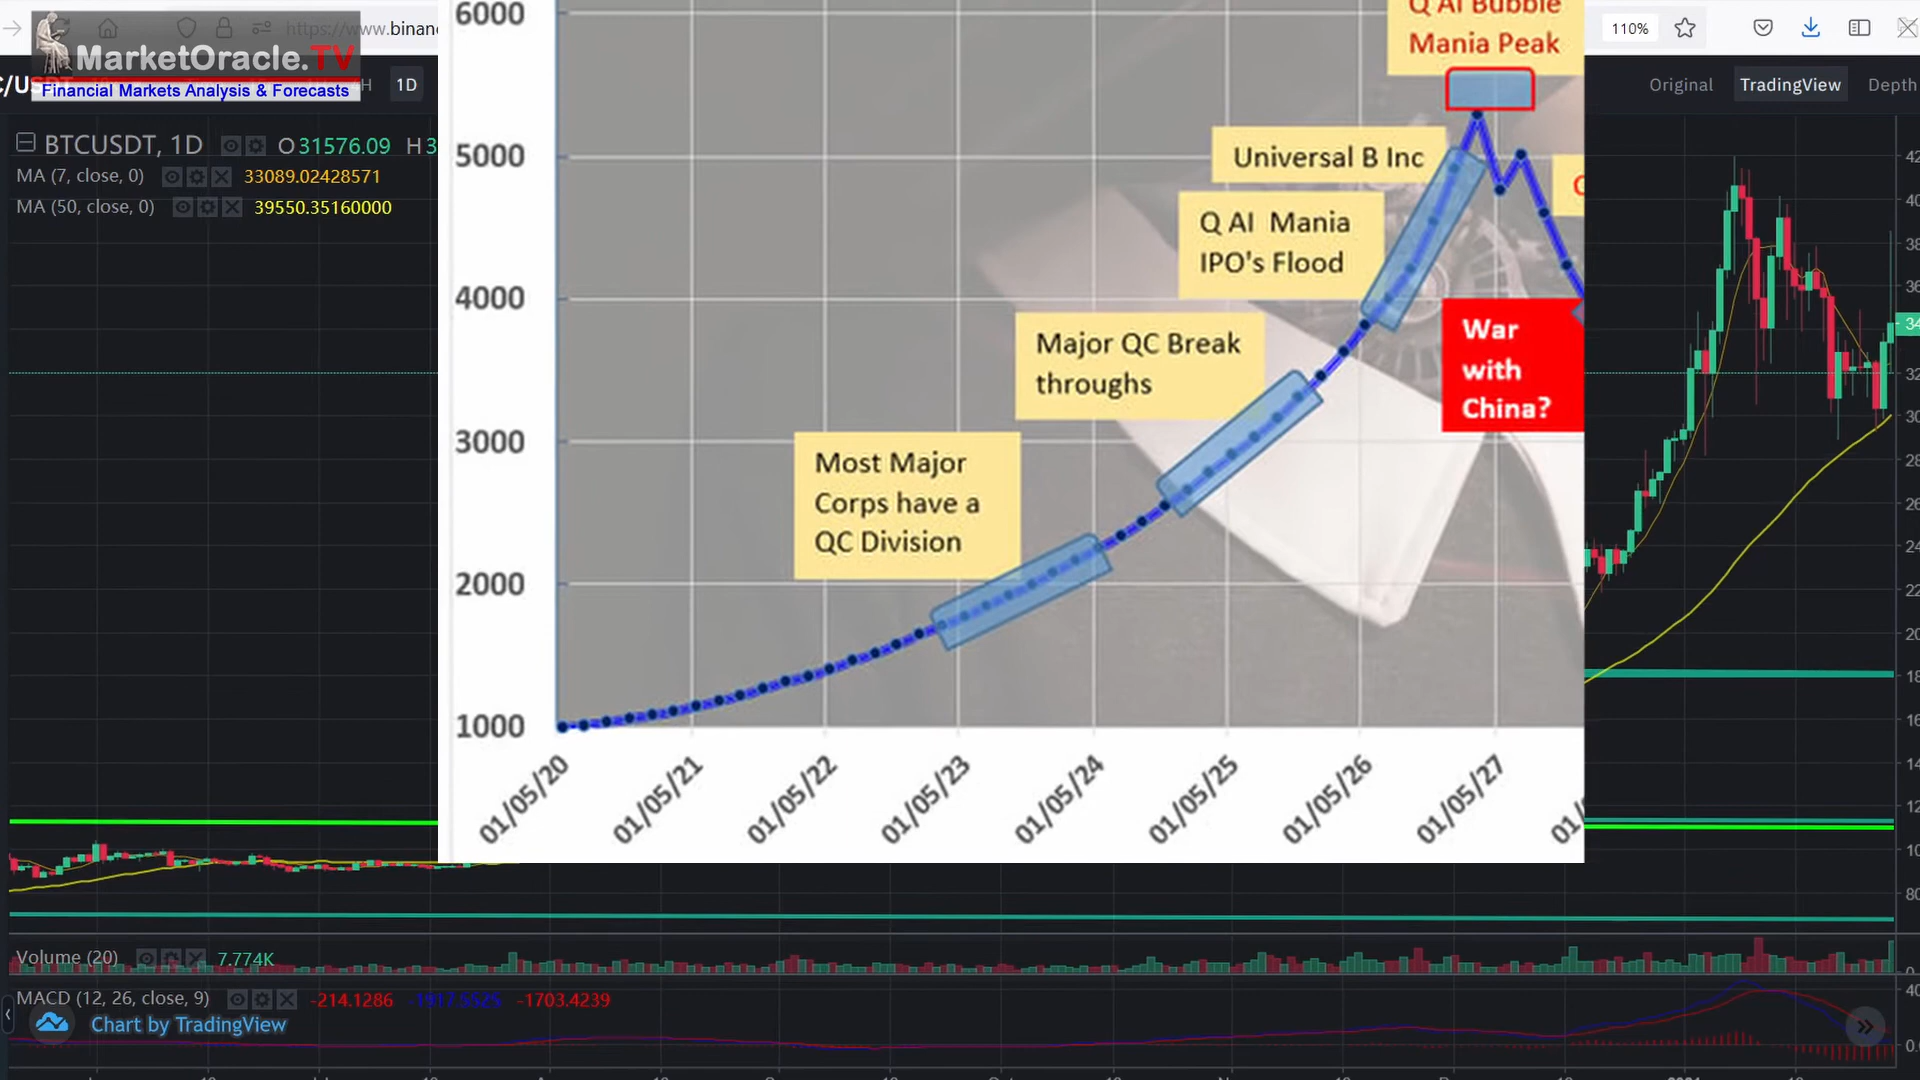 https://www.binan
110%
MarketOracle.TV
Financial Markets Analysis & Forecasts
1D
Original
TradingView
Depth
BTCUSDT, 1D
O31576.09
MA (7, close, 0)
33089.02428571
MA (50, close, 0)
39550.35160000
6000
5000
4000
3000
2000
1000
Q AI Bubble
Mania Peak
Universal B Inc
Q AI Mania
IPO's Flood
Major QC Break
throughs
War
with
China?
Most Major
Corps have a
QC Division
01/05/20
01/05/21
01/05/22
01/05/23
01/05/24
01/05/25
01/05/26
01/05/27
Volume (20)
7.774K
MACD (12, 26, close, 9)
-214.1286
-1917.5525
-1703.4239
Chart by TradingView